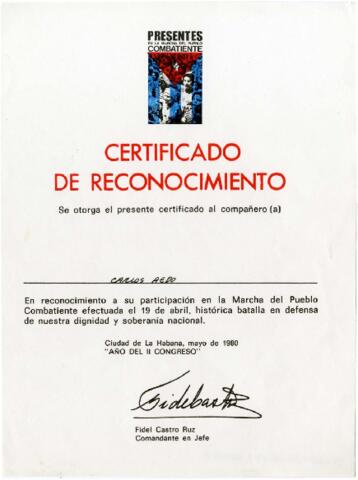 PRESENTES
EN LA MARCHA DEL PUEBLO
COMBATIENTE
CERTIFICADO
DE RECONOCIMIENTO
Se otorga el presente certificado al compañero (a)
CARLOS AEDO
En reconocimiento a su participación en la Marcha del Pueblo
Combatiente efectuada el 19 de abril, histórica batalla en defensa
de nuestra dignidad y soberanía nacional.
Ciudad de La Habana, mayo de 1980
"AÑO DEL II CONGRESO"
Fidel Castro Ruz
Comandante en Jefe